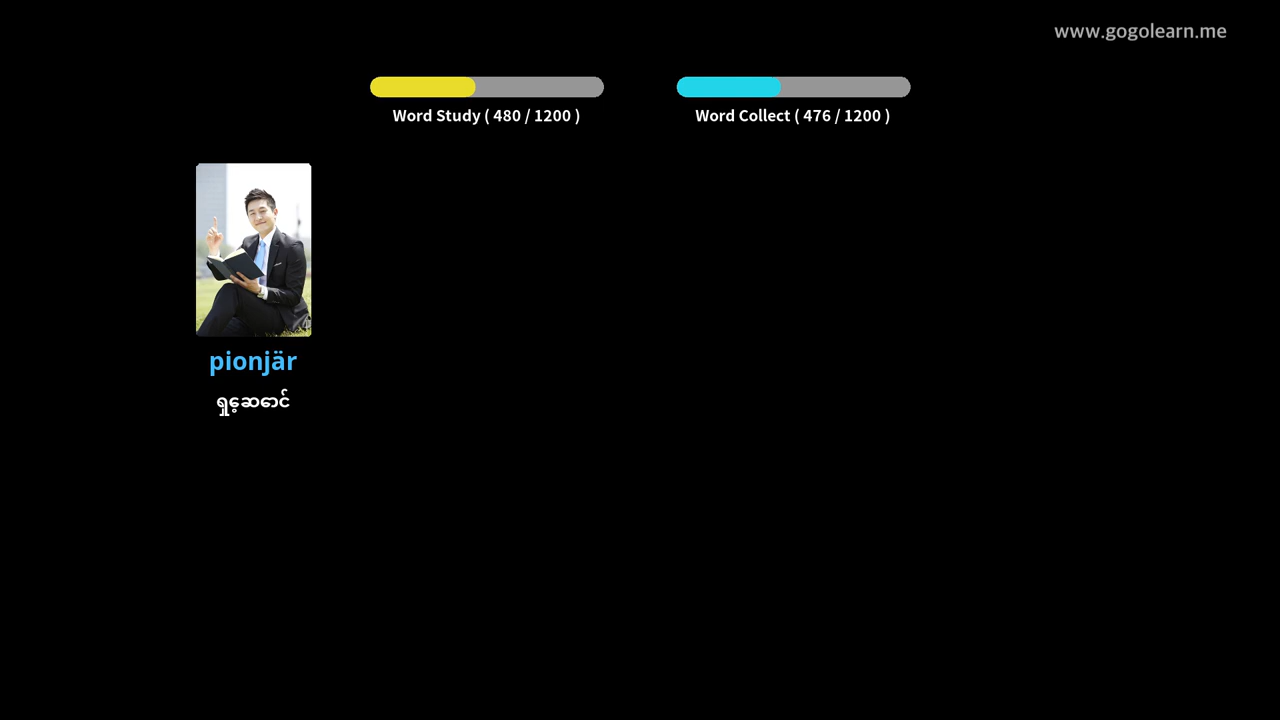 www.gogolearn.me
Word Study ( 480 / 1200 )
Word Collect ( 476 / 1200 )
pionjär
ရှေ့ဆောင်